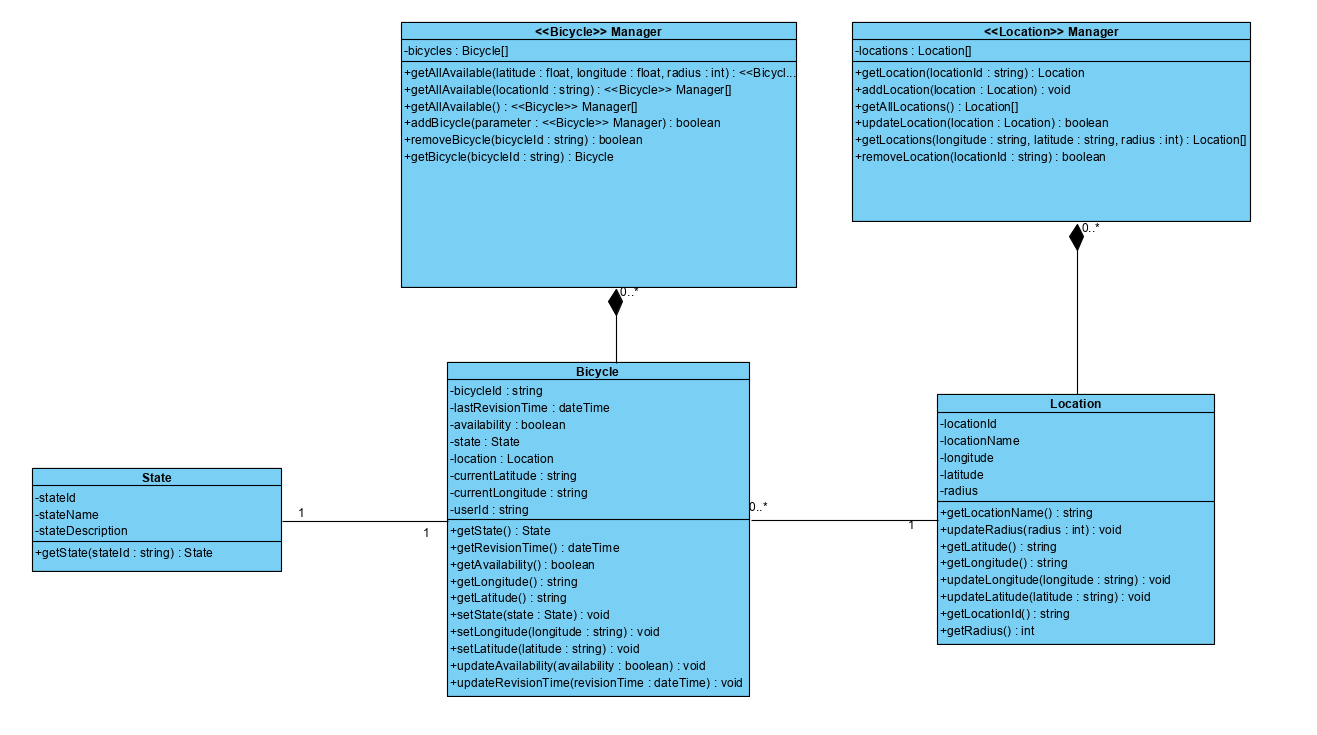 <<Bicycle>> Manager
-bicycles : Bicycle[]
+getAllAvailable(latitude : float, longitude : float, radius : int) : <<Bicycl...
+getAllAvailable(locationId : string) : <<Bicycle>> Manager[]
+getAllAvailable() : <<Bicycle>> Manager[]
+addBicycle(parameter : <<Bicycle>> Manager) : boolean
+removeBicycle(bicycleId : string) : boolean
+getBicycle(bicycleId : string) : Bicycle
<<Location>> Manager
-locations : Location[]
+getLocation(locationId : string) : Location
+addLocation(location : Location) : void
+getAllLocations() : Location[]
+updateLocation(location : Location) : boolean
+getLocations(longitude : string, latitude : string, radius : int) : Location[]
+removeLocation(locationId : string) : boolean
0..*
0..*
State
-stateId
-stateName
-stateDescription
+getState(stateId : string) : State
1
1
Bicycle
-bicycleId : string
-lastRevisionTime : dateTime
-availability : boolean
-state : State
-location : Location
-currentLatitude : string
-currentLongitude : string
-userId : string
+getState() : State
+getRevisionTime() : dateTime
+getAvailability() : boolean
+getLongitude() : string
+getLatitude() : string
+setState(state : State) : void
+setLongitude(longitude : string) : void
+setLatitude(latitude : string) : void
+updateAvailability(availability : boolean) : void
+updateRevisionTime(revisionTime : dateTime) : void
0..*
1
Location
-locationId
-locationName
-longitude
-latitude
-radius
+getLocationName() : string
+updateRadius(radius : int) : void
+getLatitude() : string
+getLongitude() : string
+updateLongitude(longitude : string) : void
+updateLatitude(latitude : string) : void
+getLocationId() : string
+getRadius() : int